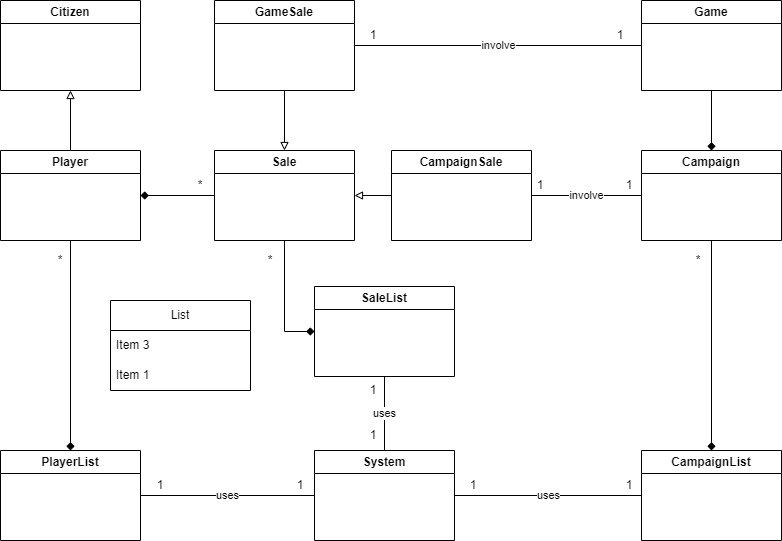 Citizen
GameSale
Game
1
involve
1
Player
Sale
CampaignSale
Campaign
*
1
involve
1
*
*
*
SaleList
List
Item 3
Item 1
1
uses
1
PlayerList
System
CampaignList
1
uses
1
1
uses
1